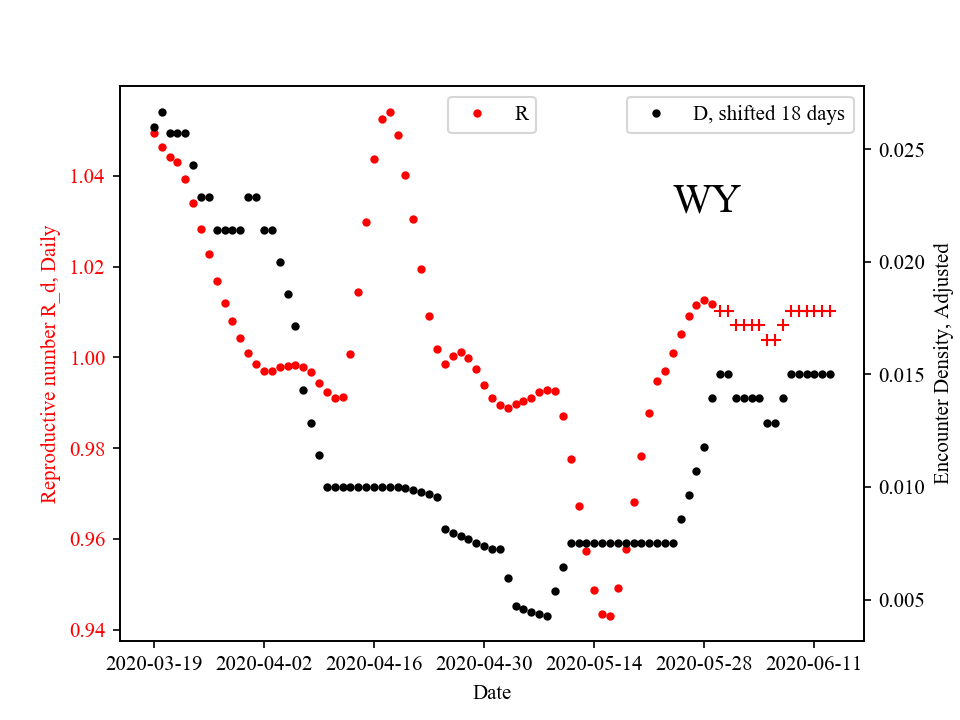 R
D, shifted 18 days
WY
Reproductive number R_d, Daily
1.04
1.02
1.00
0.98
0.96
0.94
0.025
0.020
0.015
0.010
0.005
Encounter Density, Adjusted
2020-03-19 2020-04-02 2020-04-16 2020-04-30 2020-05-14 2020-05-28 2020-06-11
Date